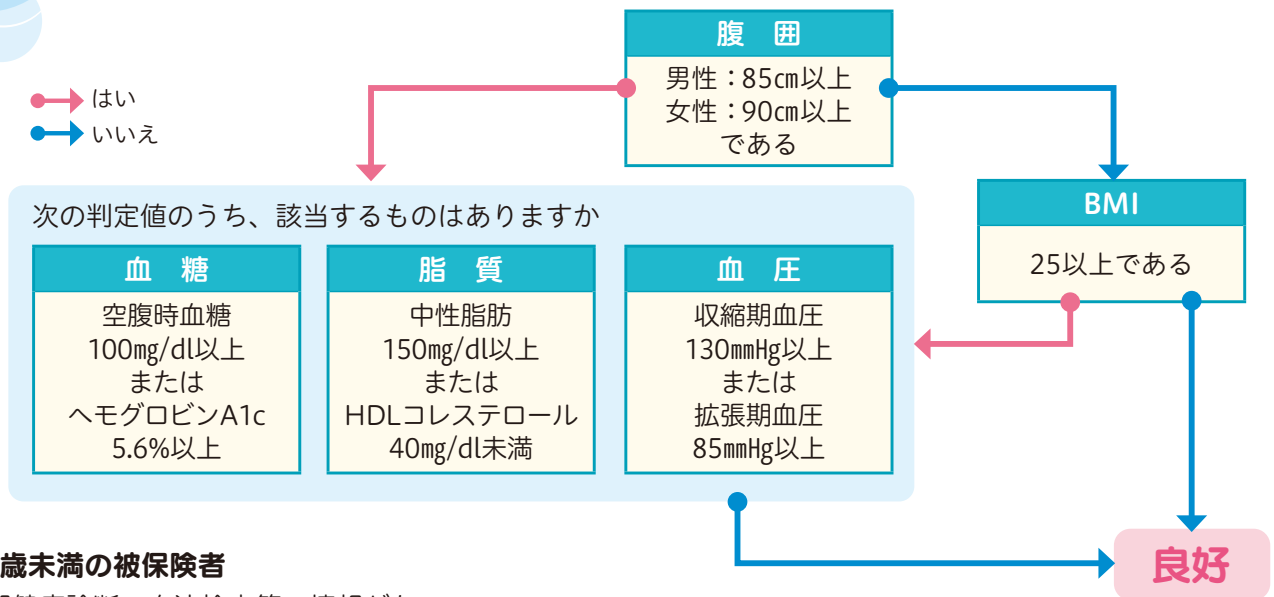 腹 囲
男性：85㎝以上
女性：90㎝以上
である
はい
いいえ
BMI
25以上である
次の判定値のうち、該当するものはありますか
血 糖
空腹時血糖
100㎎/dl以上
または
ヘモグロビンA1c
5.6%以上
脂 質
中性脂肪
150㎎/dl以上
または
HDLコレステロール
40㎎/dl未満
血 圧
収縮期血圧
130㎜Hg以上
または
拡張期血圧
85㎜Hg以上
良好
歳未満の被保険者